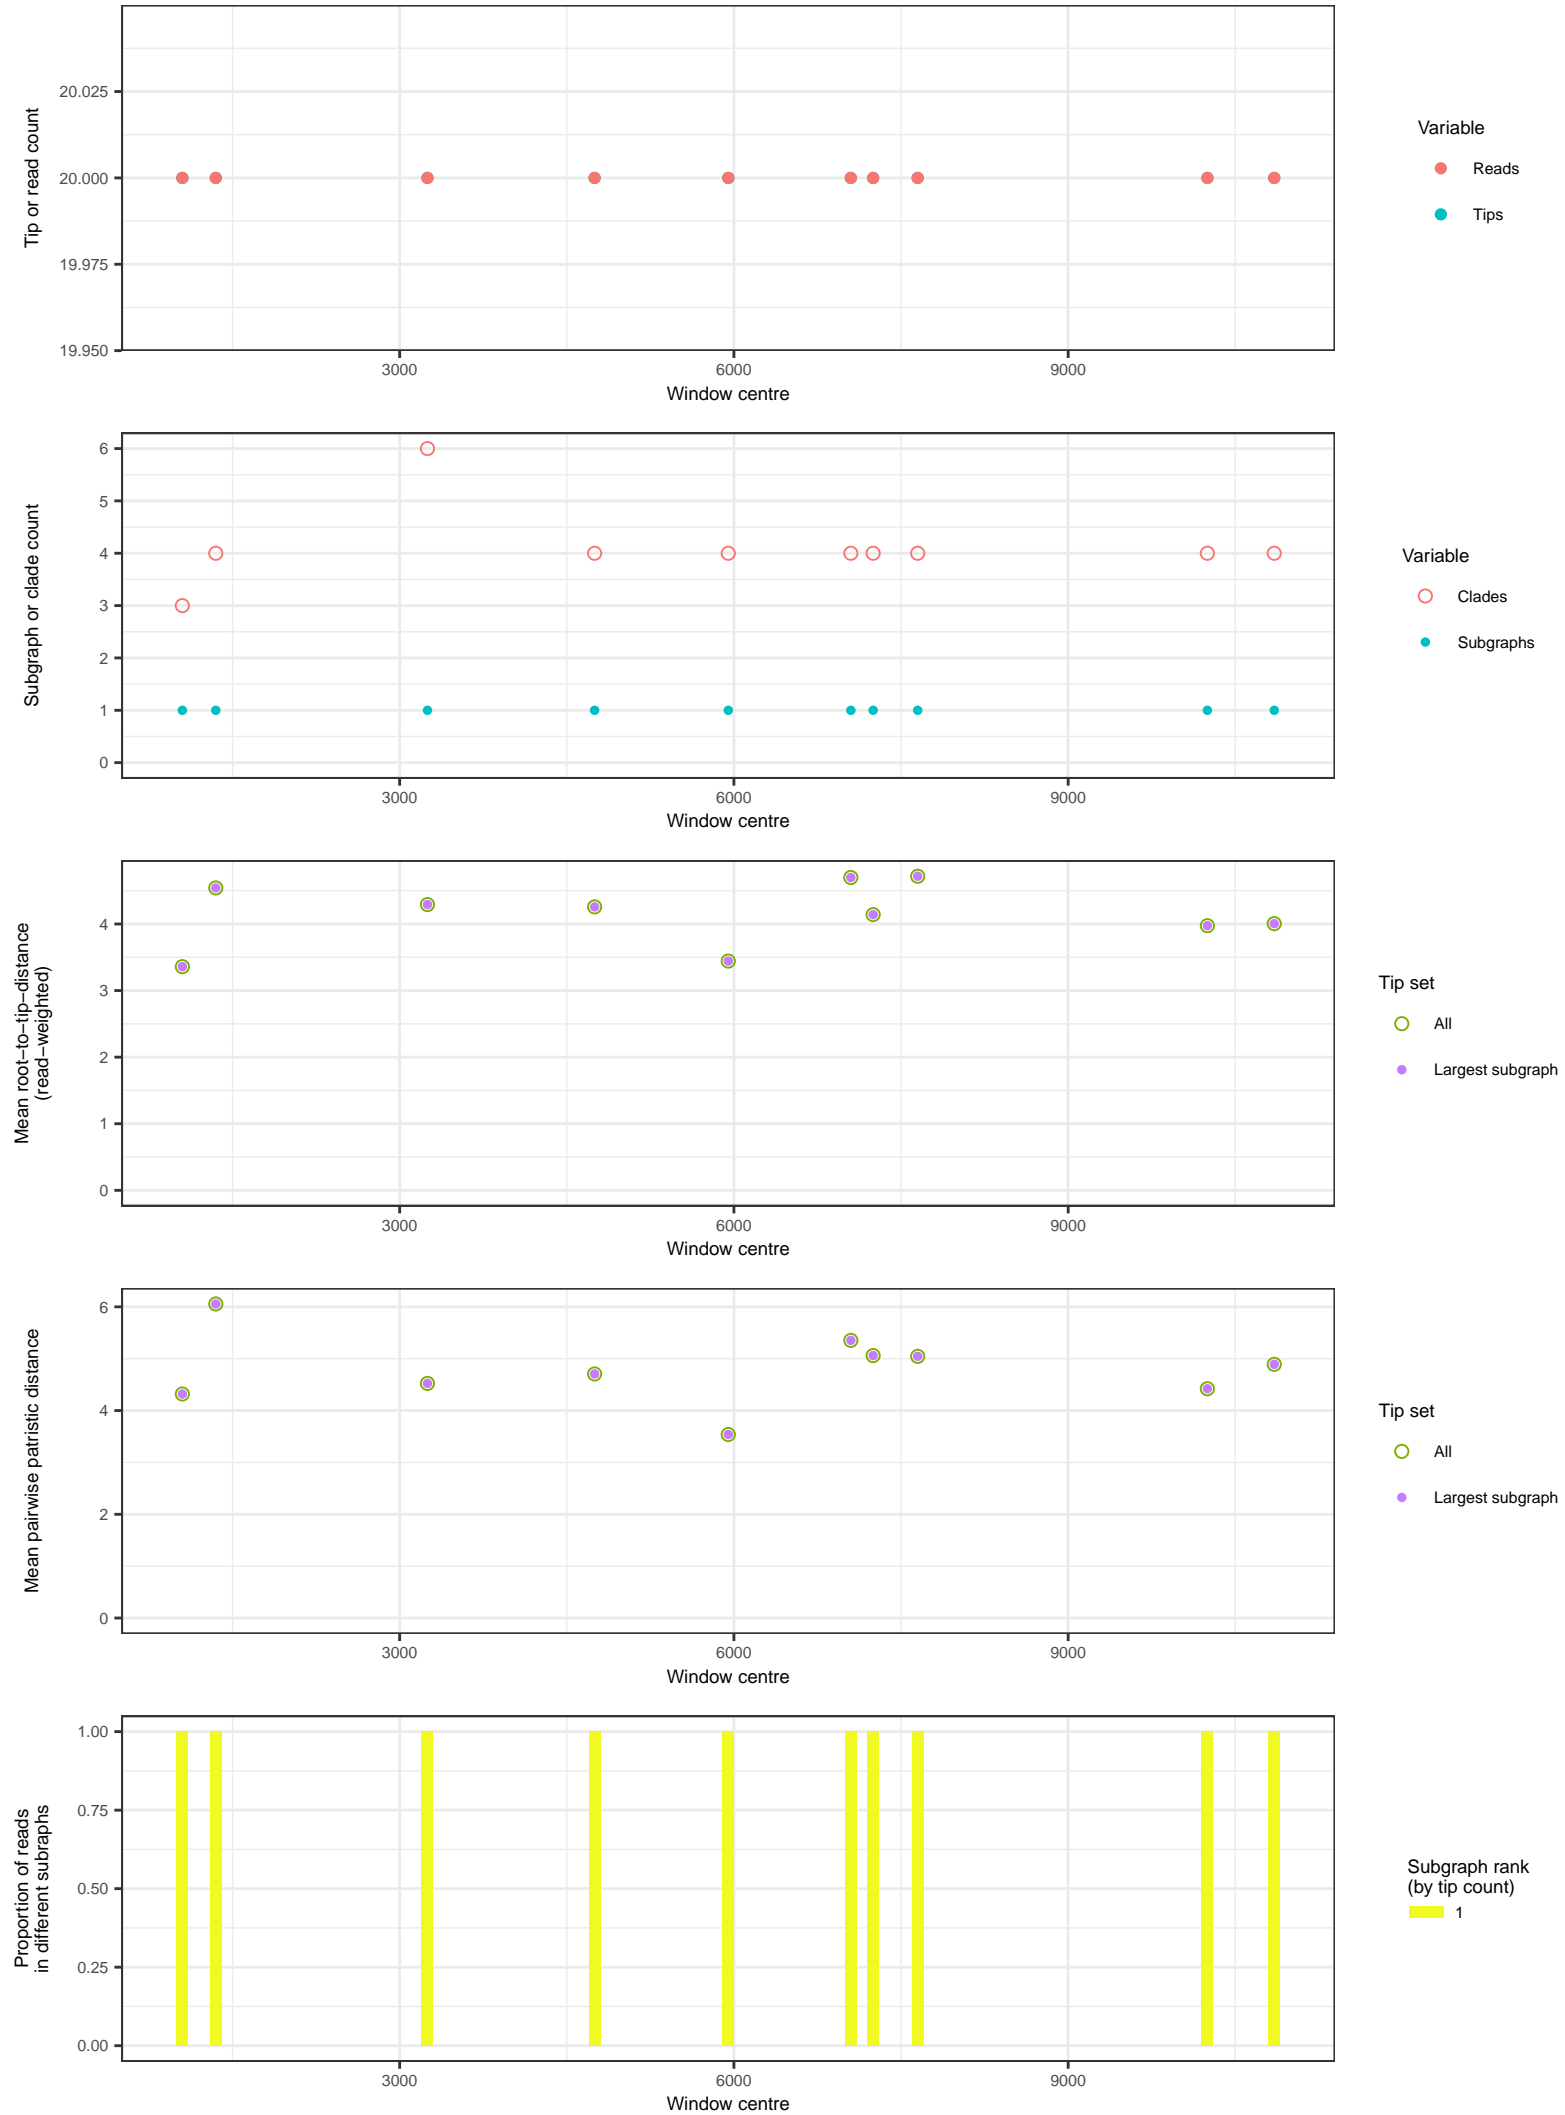 Tip or read count
20.025
20.000
19.975
19.950
3000
6000
9000
Window centre
Variable
Reads
Tips
Subgraph or clade count
6
5
4
3
2
1
0
3000
6000
9000
Window centre
Variable
Clades
Subgraphs
Mean root−to−tip−distance
(read−weighted)
4
3
2
1
0
3000
6000
9000
Window centre
Tip set
All
Largest subgraph
Mean pairwise patristic distance
6
4
2
0
3000
6000
9000
Window centre
Tip set
All
Largest subgraph
Proportion of reads
in different subraphs
1.00
0.75
0.50
0.25
0.00
3000
6000
9000
Window centre
Subgraph rank
(by tip count)
1